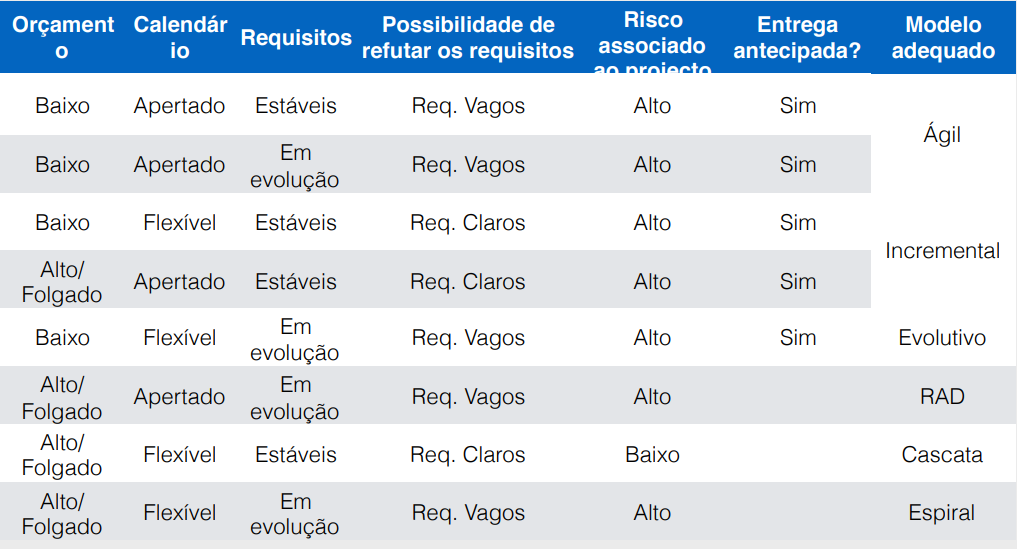 Orçament
o
Calendár
io
Requisitos
Possibilidade de
refutar os requisitos
Risco
associado
ao projecto
Entrega
antecipada?
Modelo
adequado
Baixo
Apertado
Estáveis
Req. Vagos
Alto
Sim
Ágil
Baixo
Apertado
Em
evolução
Req. Vagos
Alto
Sim
Baixo
Flexível
Estáveis
Req. Claros
Alto
Sim
Incremental
Alto/
Folgado
Apertado
Estáveis
Req. Claros
Alto
Sim
Baixo
Flexível
Em
evolução
Req. Vagos
Alto
Sim
Evolutivo
Alto/
Folgado
Apertado
Em
evolução
Req. Vagos
Alto
RAD
Alto/
Folgado
Flexível
Estáveis
Req. Claros
Baixo
Cascata
Alto/
Folgado
Flexível
Em
evolução
Req. Vagos
Alto
Espiral